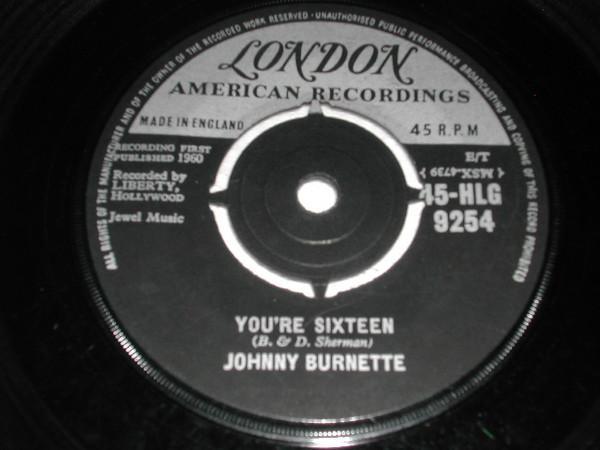 ALL RIGHTS OF THE MANUFACTURER AND OF THE OWNER OF THE RECORDED WORK RESERVED · UNAUTHORISED PUBLIC PERFORMANCE BROADCASTING AND COPYING OF THIS RECORD PROHIBITED
LONDON
AMERICAN RECORDINGS
MADE IN ENGLAND
45 R.P.M
RECORDING FIRST
PUBLISHED 1960
E/T
Recorded by
LIBERTY,
HOLLYWOOD
(MSX-4739)
45-HLG
Jewel Music
9254
YOU'RE SIXTEEN
(B. & D. Sherman)
JOHNNY BURNETTE